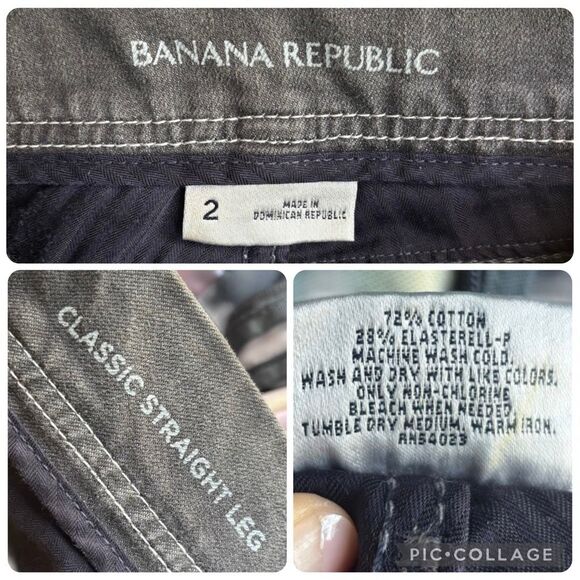 BANANA REPUBLIC
2
MADE IN
DOMINICAN REPUBLIC
CLASSIC STRAIGHT LEG
72% COTTON
28% ELASTERELL-P
MACHINE WASH COLD.
WASH AND DRY WITH LIKE COLORS.
ONLY NON-CHLORINE
BLEACH WHEN NEEDED.
TUMBLE DRY MEDIUM, WARM IRON.
RN54023
PIC•COLLAGE